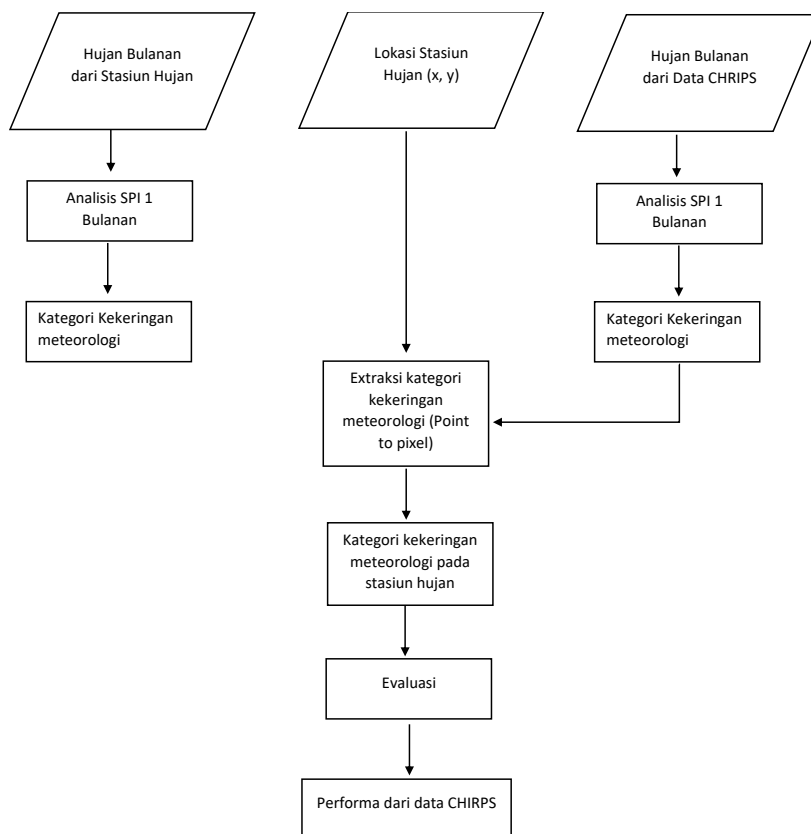 Hujan Bulanan
dari Stasiun Hujan
Lokasi Stasiun
Hujan (x, y)
Hujan Bulanan
dari Data CHRIPS
Analisis SPI 1
Bulanan
Analisis SPI 1
Bulanan
Kategori Kekeringan
meteorologi
Kategori Kekeringan
meteorologi
Extraksi kategori
kekeringan
meteorologi (Point
to pixel)
Kategori kekeringan
meteorologi pada
stasiun hujan
Evaluasi
Performa dari data CHIRPS